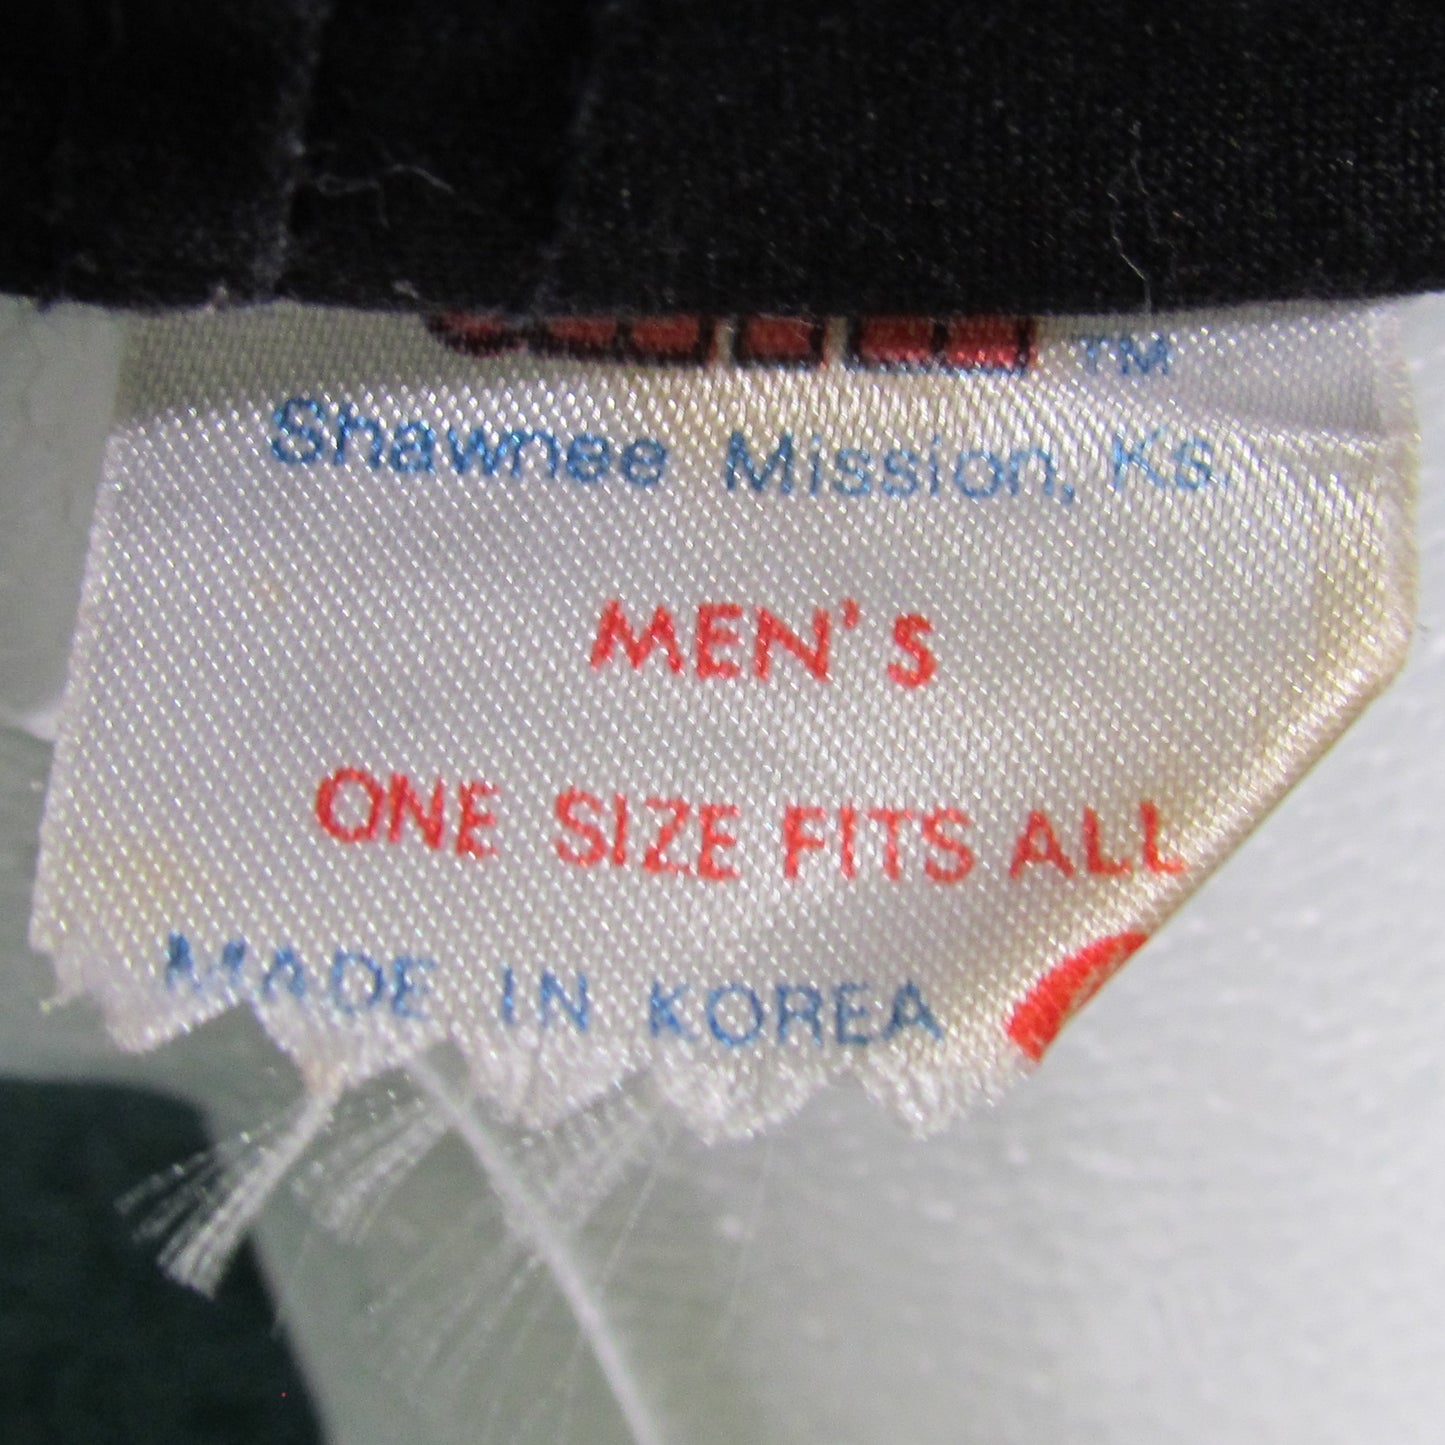 TM
Shawnee Mission, Ks.
MEN'S
ONE SIZE FITS ALL
MADE IN KOREA